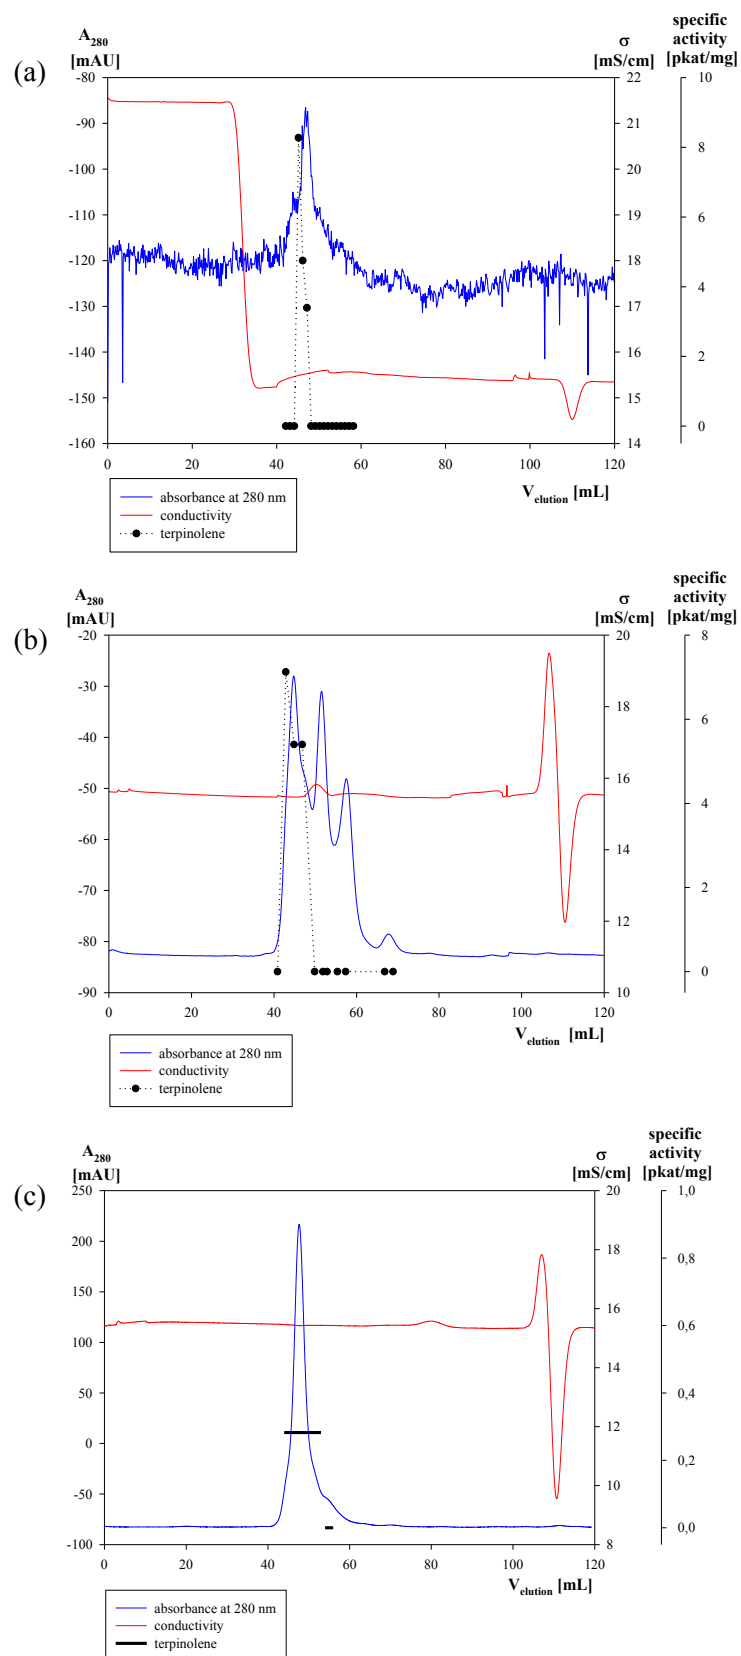 (a)
A280
[mAU]
σ
[mS/cm]
specific
activity
[pkat/mg]
-80
-90
-100
-110
-120
-130
-140
-150
-160
22
21
20
19
18
17
16
15
14
10
8
6
4
2
0
0 20 40 60 80 100 120
Velution [mL]
absorbance at 280 nm
conductivity
terpinolene
(b)
A280
[mAU]
σ
[mS/cm]
specific
activity
[pkat/mg]
-20
-30
-40
-50
-60
-70
-80
-90
20
18
16
14
12
10
8
6
4
2
0
0 20 40 60 80 100 120
Velution [mL]
absorbance at 280 nm
conductivity
terpinolene
(c)
A280
[mAU]
σ
[mS/cm]
specific
activity
[pkat/mg]
250
200
150
100
50
0
-50
-100
20
18
16
14
12
10
8
1,0
0,8
0,6
0,4
0,2
0,0
0 20 40 60 80 100 120
Velution [mL]
absorbance at 280 nm
conductivity
terpinolene